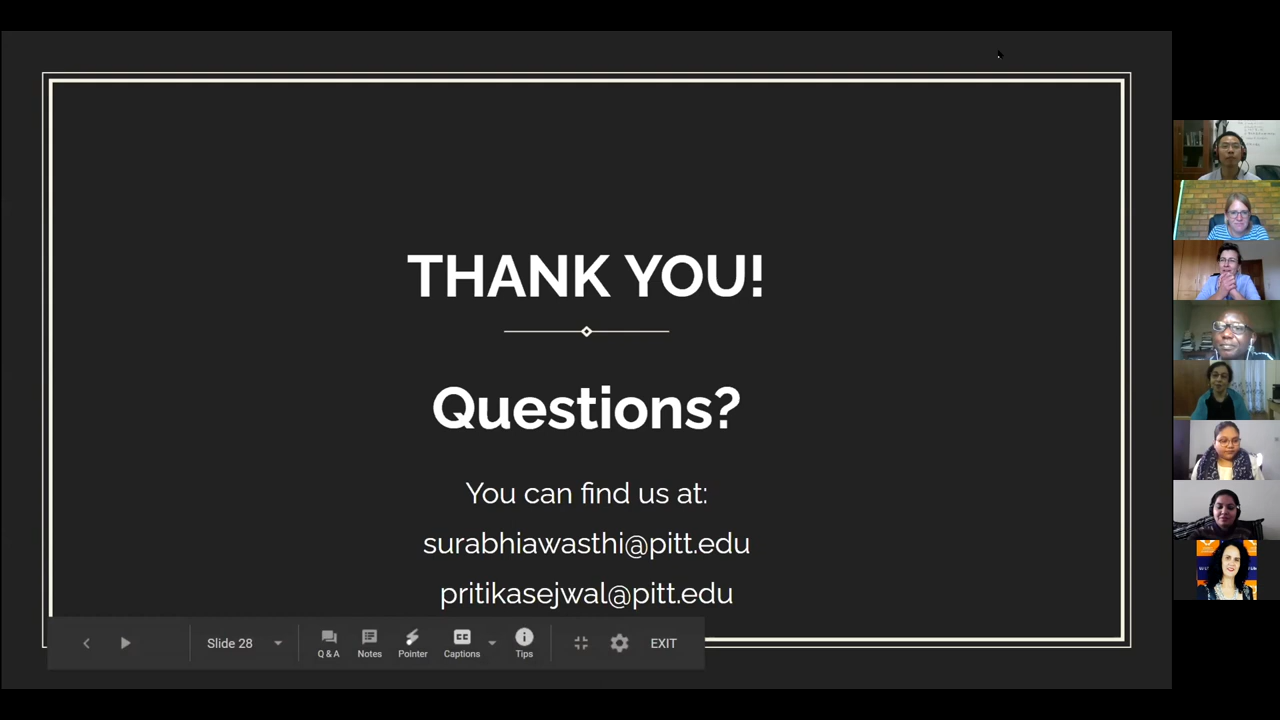 THANK YOU!
Questions?
You can find us at:
surabhiawasthi@pitt.edu
pritikasejwal@pitt.edu
Slide 28
Q & A
Notes
Pointer
Captions
Tips
EXIT